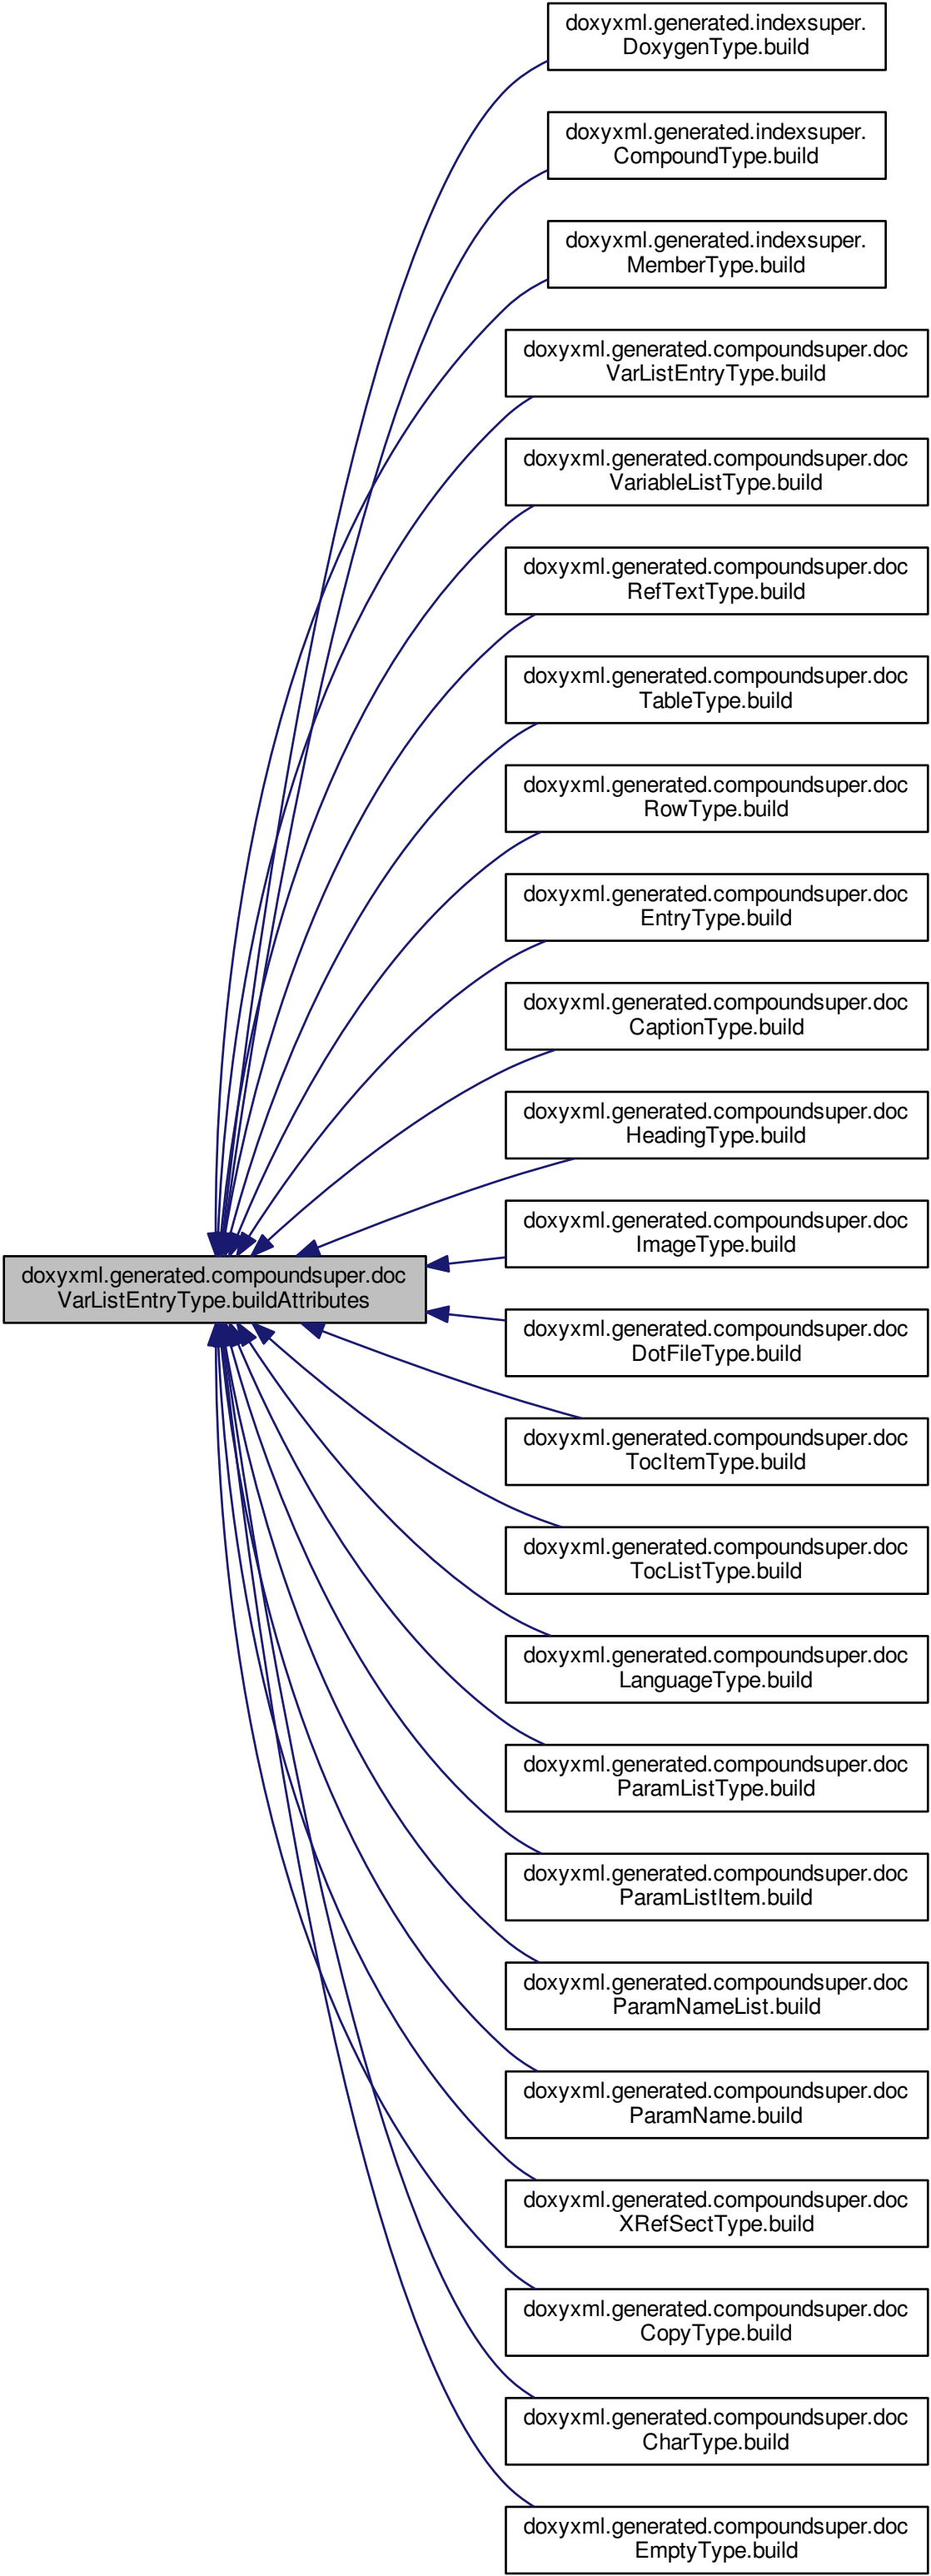 doxyxml.generated.indexsuper.
DoxygenType.build
doxyxml.generated.indexsuper.
CompoundType.build
doxyxml.generated.indexsuper.
MemberType.build
doxyxml.generated.compoundsuper.doc
VarListEntryType.build
doxyxml.generated.compoundsuper.doc
VariableListType.build
doxyxml.generated.compoundsuper.doc
RefTextType.build
doxyxml.generated.compoundsuper.doc
TableType.build
doxyxml.generated.compoundsuper.doc
RowType.build
doxyxml.generated.compoundsuper.doc
EntryType.build
doxyxml.generated.compoundsuper.doc
CaptionType.build
doxyxml.generated.compoundsuper.doc
HeadingType.build
doxyxml.generated.compoundsuper.doc
ImageType.build
doxyxml.generated.compoundsuper.doc
VarListEntryType.buildAttributes
doxyxml.generated.compoundsuper.doc
DotFileType.build
doxyxml.generated.compoundsuper.doc
TocItemType.build
doxyxml.generated.compoundsuper.doc
TocListType.build
doxyxml.generated.compoundsuper.doc
LanguageType.build
doxyxml.generated.compoundsuper.doc
ParamListType.build
doxyxml.generated.compoundsuper.doc
ParamListItem.build
doxyxml.generated.compoundsuper.doc
ParamNameList.build
doxyxml.generated.compoundsuper.doc
ParamName.build
doxyxml.generated.compoundsuper.doc
XRefSectType.build
doxyxml.generated.compoundsuper.doc
CopyType.build
doxyxml.generated.compoundsuper.doc
CharType.build
doxyxml.generated.compoundsuper.doc
EmptyType.build